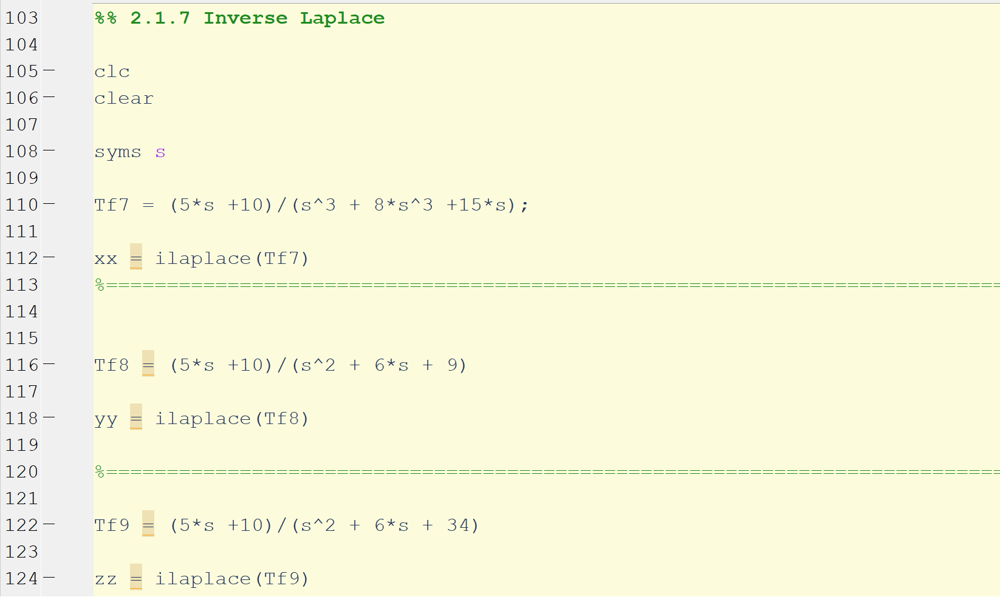 103 %% 2.1.7 Inverse Laplace
104
105 clc
106 clear
107
108 syms s
109
110 Tf7 = (5*s +10)/(s^3 + 8*s^3 +15*s);
111
112 xx = ilaplace(Tf7)
113 %==========================================================================
114
115
116 Tf8 = (5*s +10)/(s^2 + 6*s + 9)
117
118 yy = ilaplace(Tf8)
119
120 %==========================================================================
121
122 Tf9 = (5*s +10)/(s^2 + 6*s + 34)
123
124 zz = ilaplace(Tf9)